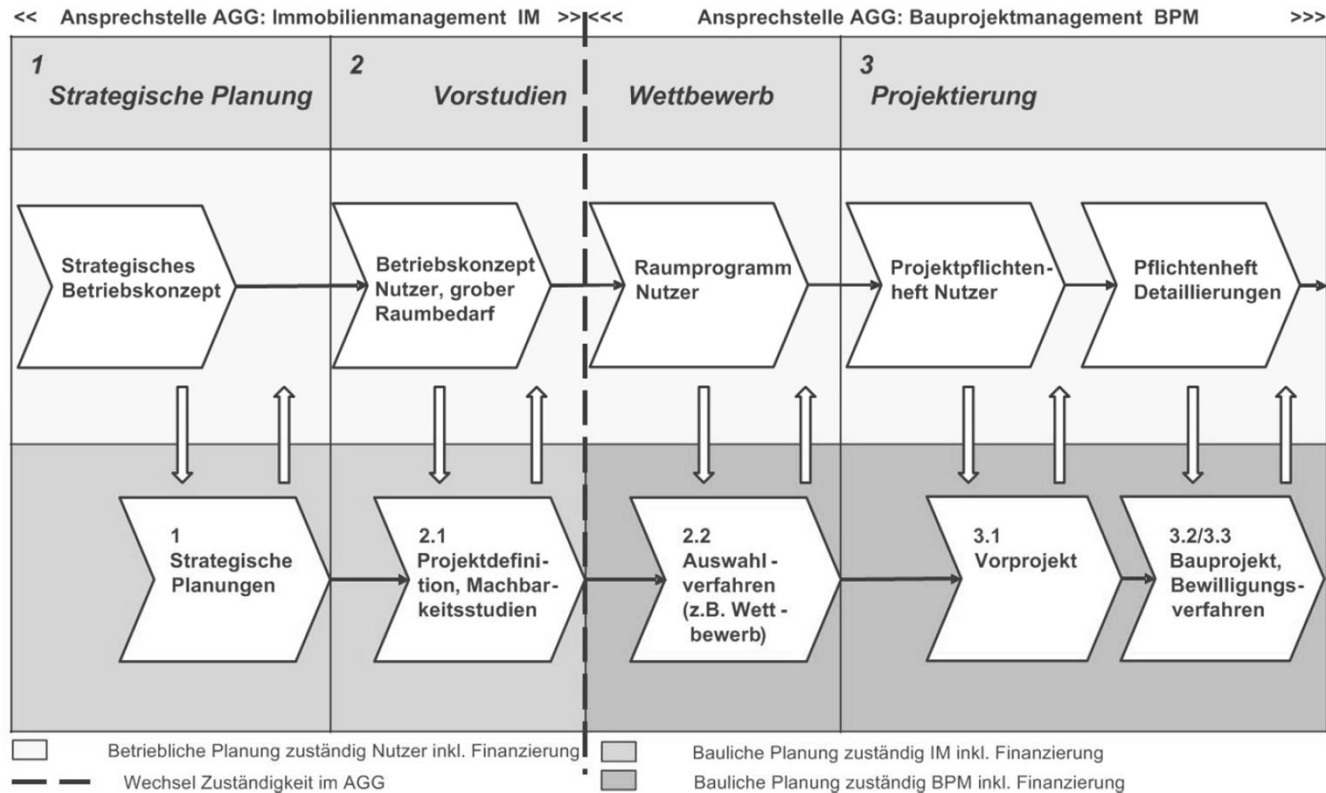 << Ansprechstelle AGG: Immobilienmanagement IM >> <<< Ansprechstelle AGG: Bauprojektmanagement BPM >>>
1
Strategische Planung
2
Vorstudien
Wettbewerb
3
Projektierung
Strategisches
Betriebskonzept
Betriebskonzept
Nutzer, grober
Raumbedarf
Raumprogramm
Nutzer
Projektpflichten-
heft Nutzer
Pflichtenheft
Detaillierungen
1
Strategische
Planungen
2.1
Projektdefini-
tion, Machbar-
keitsstudien
2.2
Auswahl -
verfahren
(z.B. Wett -
bewerb)
3.1
Vorprojekt
3.2/3.3
Bauprojekt,
Bewilligungs-
verfahren
Betriebliche Planung zuständig Nutzer inkl. Finanzierung
Wechsel Zuständigkeit im AGG
Bauliche Planung zuständig IM inkl. Finanzierung
Bauliche Planung zuständig BPM inkl. Finanzierung